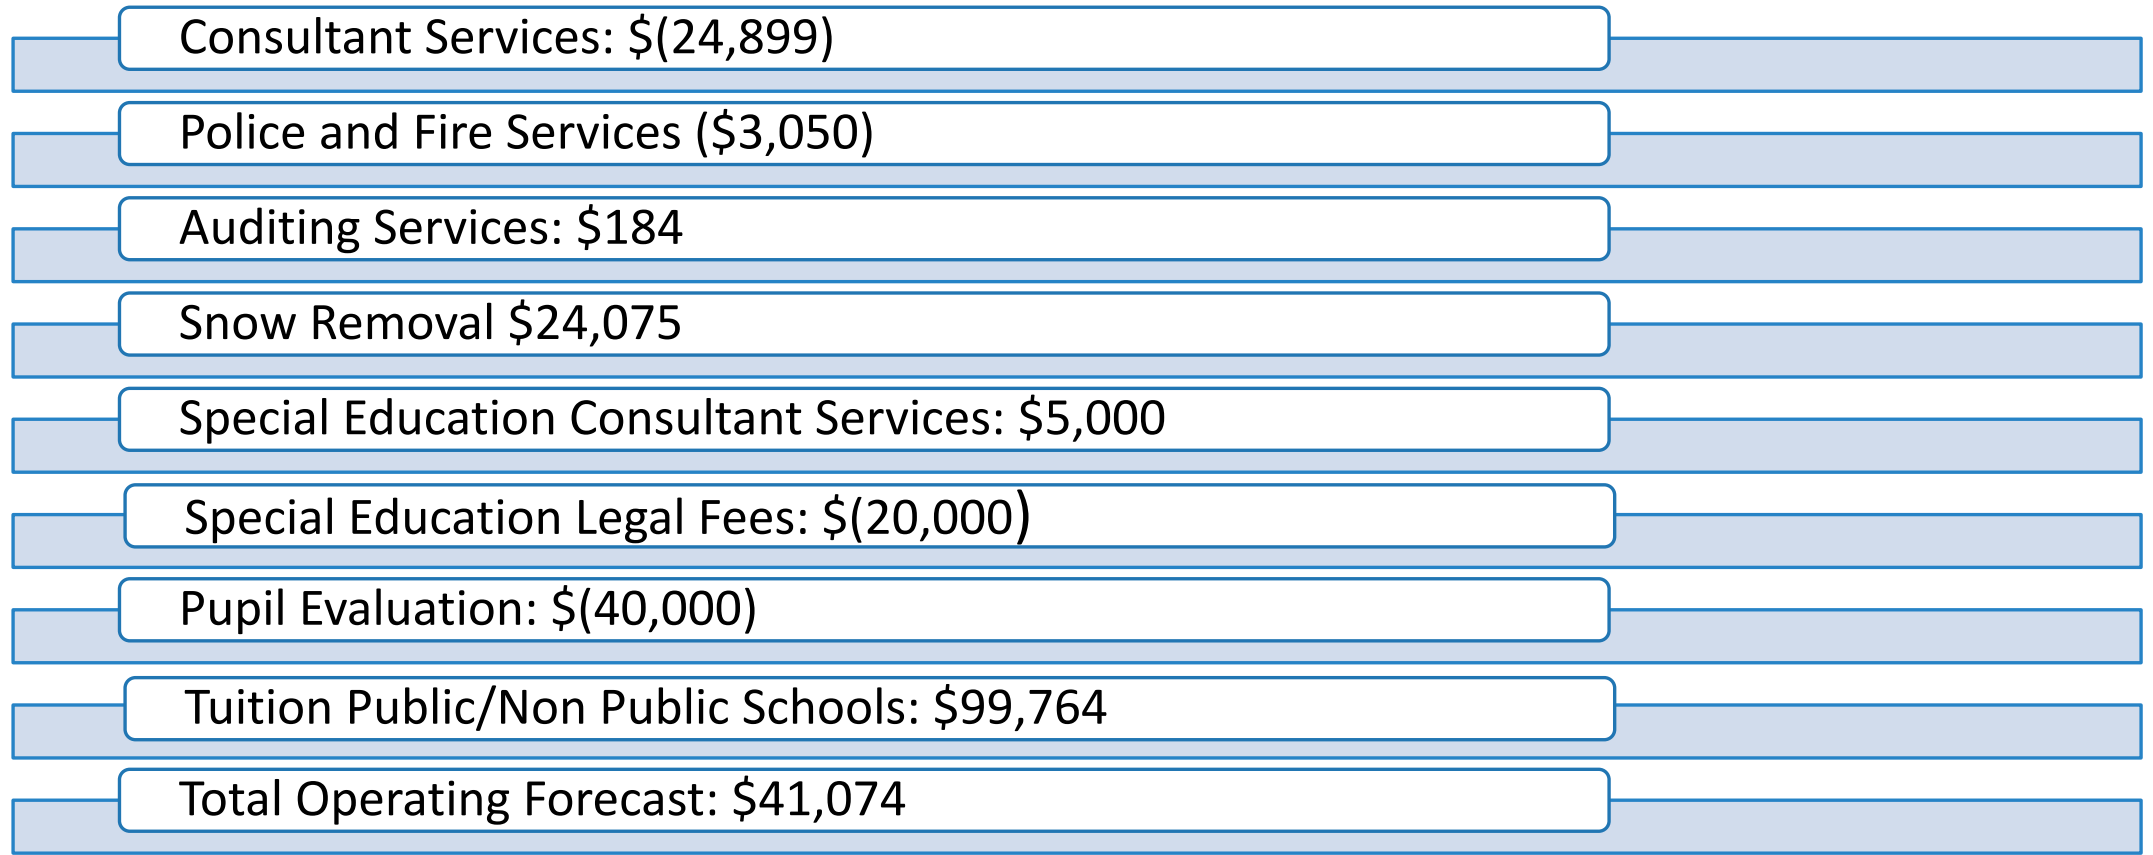 Consultant Services: $(24,899)
Police and Fire Services ($3,050)
Auditing Services: $184
Snow Removal $24,075
Special Education Consultant Services: $5,000
Special Education Legal Fees: $(20,000)
Pupil Evaluation: $(40,000)
Tuition Public/Non Public Schools: $99,764
Total Operating Forecast: $41,074